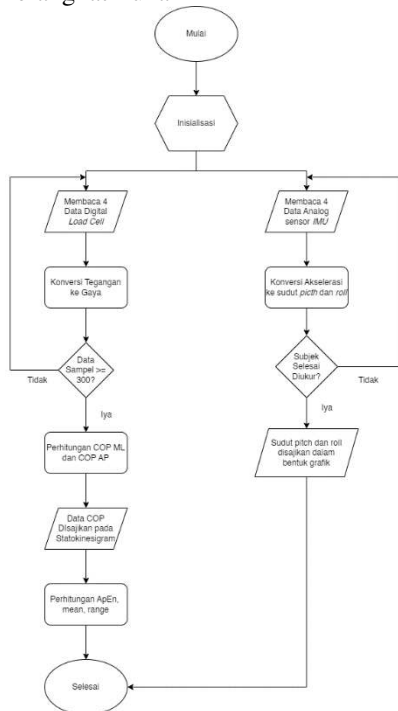 Mulai
Inisialisasi
Membaca 4
Data Digital
Load Cell
Konversi Tegangan
ke Gaya
Data
Sampel >=
300?
Tidak
Iya
Perhitungan COP ML
dan COP AP
Data COP
Disajikan pada
Statokinesigram
Perhitungan ApEn,
mean, range
Selesai
Membaca 4
Data Analog
sensor IMU
Konversi Akselerasi
ke sudut picth dan roll
Subjek
Selesai
Diukur?
Tidak
Iya
Sudut pitch dan roll
disajikan dalam
bentuk grafik